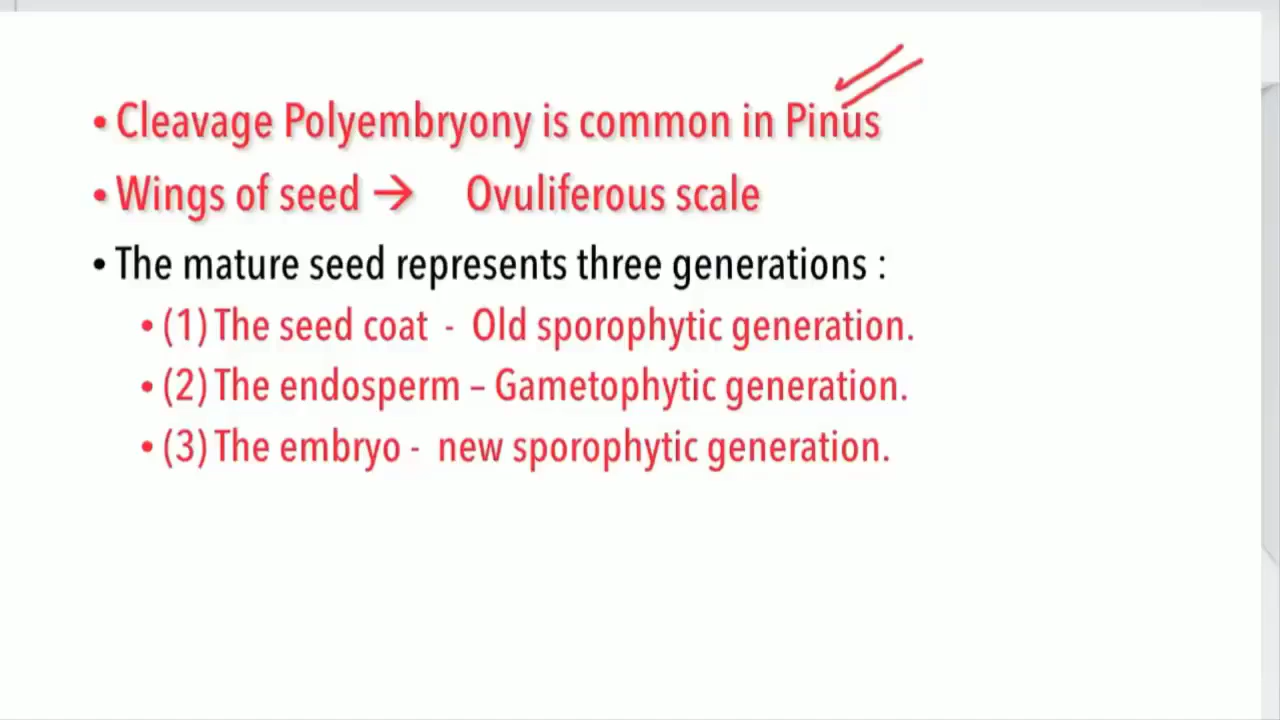 • Cleavage Polyembryony is common in Pinus
• Wings of seed → Ovuliferous scale
• The mature seed represents three generations :
• (1) The seed coat - Old sporophytic generation.
• (2) The endosperm – Gametophytic generation.
• (3) The embryo - new sporophytic generation.